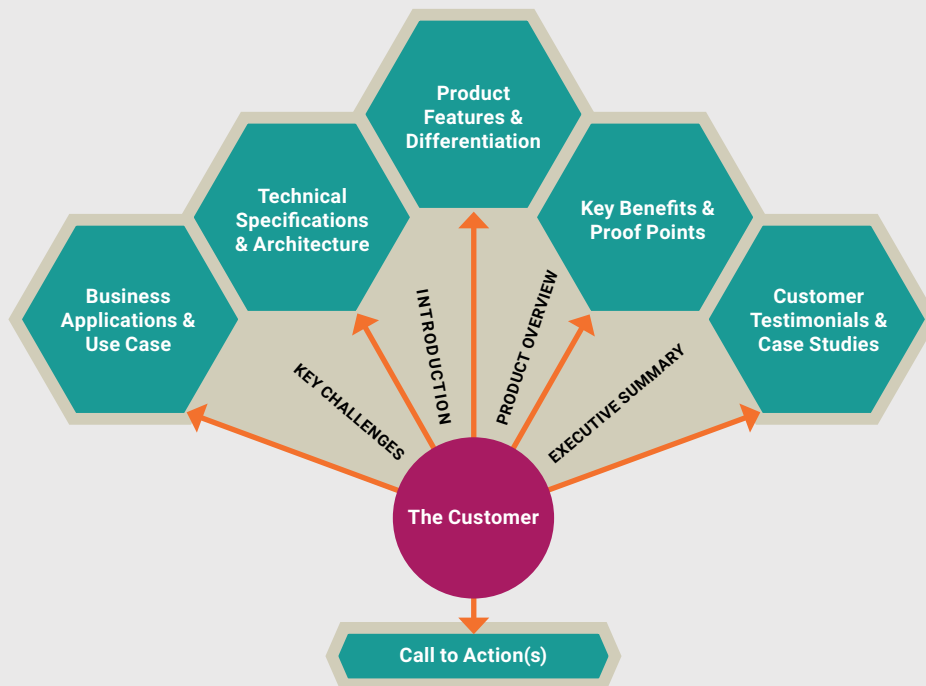 Product
Features &
Differentiation
Technical
Specifications
& Architecture
Key Benefits &
Proof Points
Business
Applications &
Use Case
Customer
Testimonials &
Case Studies
KEY CHALLENGES
INTRODUCTION
PRODUCT OVERVIEW
EXECUTIVE SUMMARY
The Customer
Call to Action(s)